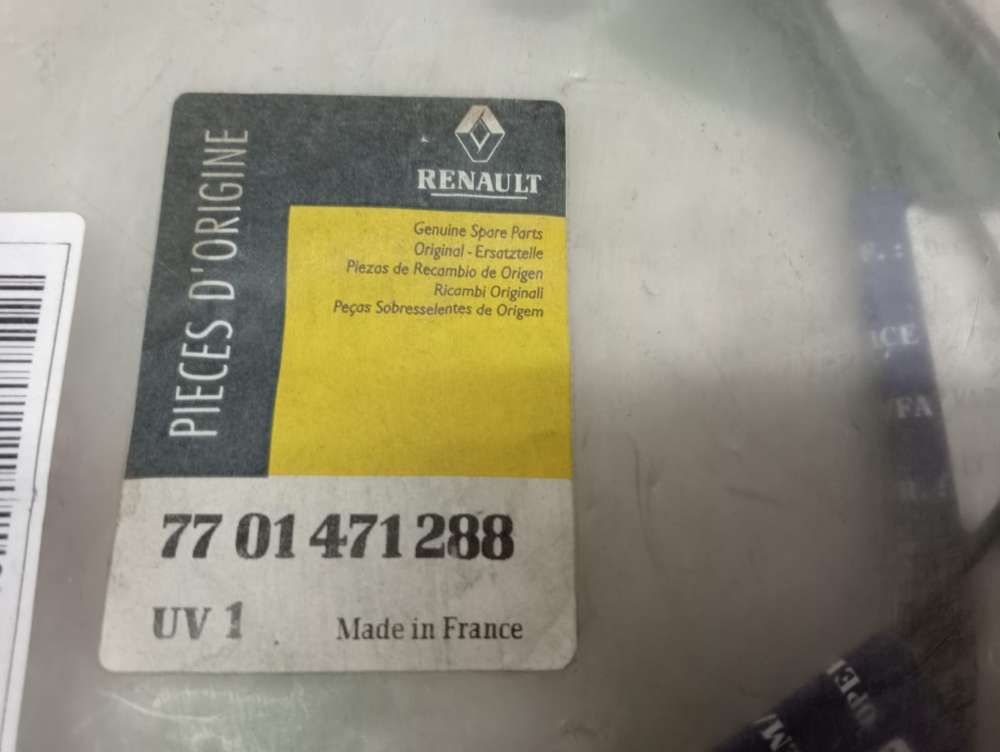 PIECES D'ORIGINE
RENAULT
Genuine Spare Parts
Original - Ersatztelle
Piezas de Recambio de Origen
Ricambi Originali
Peças Sobresselentes de Origem
77 01 471 288
UV 1
Made in France